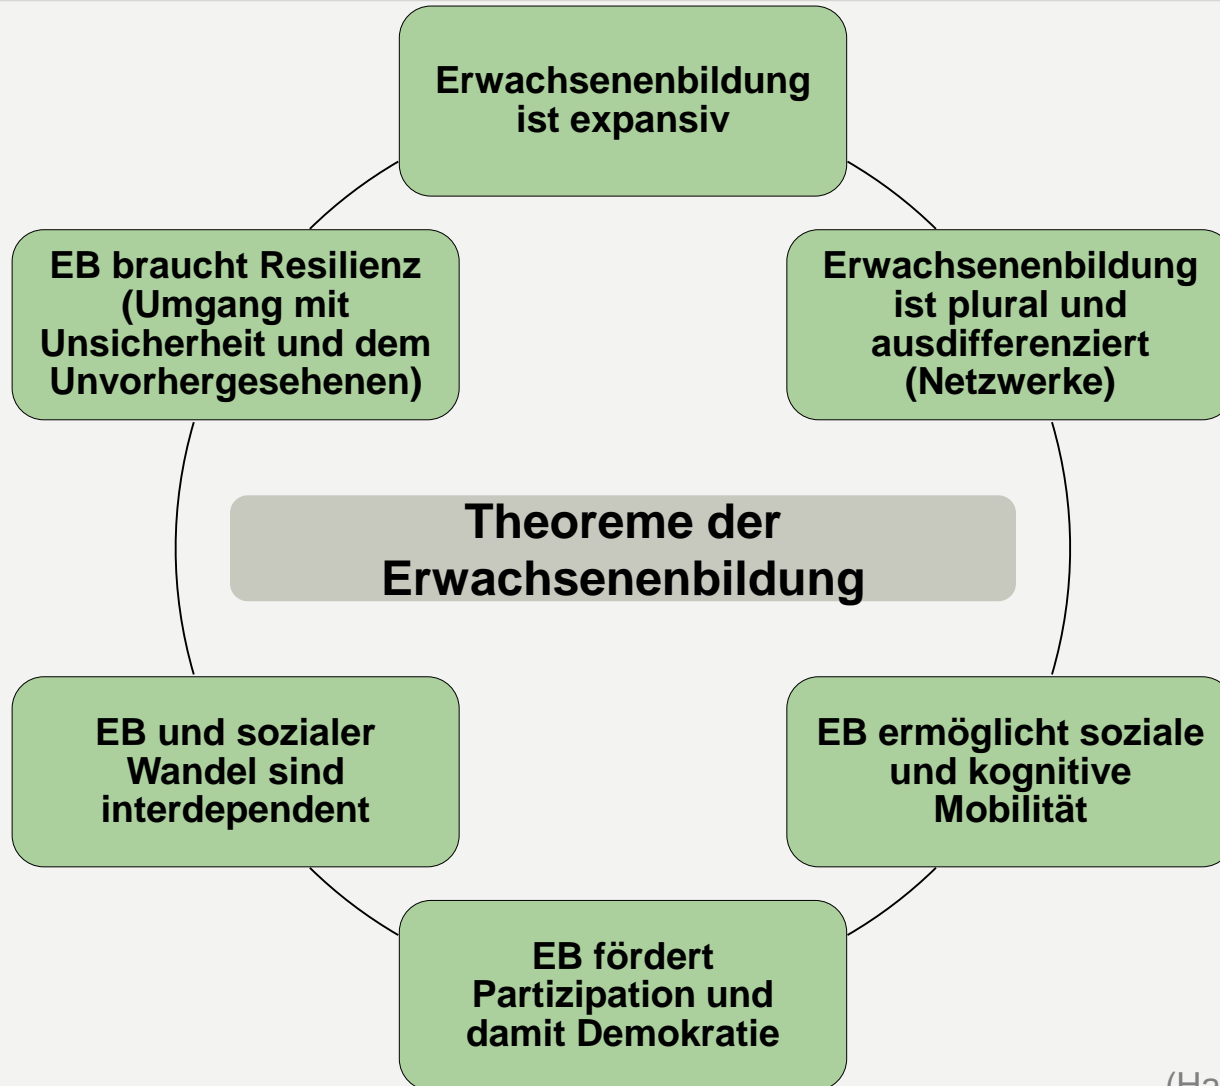 Erwachsenenbildung
ist expansiv
EB braucht Resilienz
(Umgang mit
Unsicherheit und dem
Unvorhergesehenen)
Erwachsenenbildung
ist plural und
ausdifferenziert
(Netzwerke)
Theoreme der
Erwachsenenbildung
EB und sozialer
Wandel sind
interdependent
EB ermöglicht soziale
und kognitive
Mobilität
EB fördert
Partizipation und
damit Demokratie